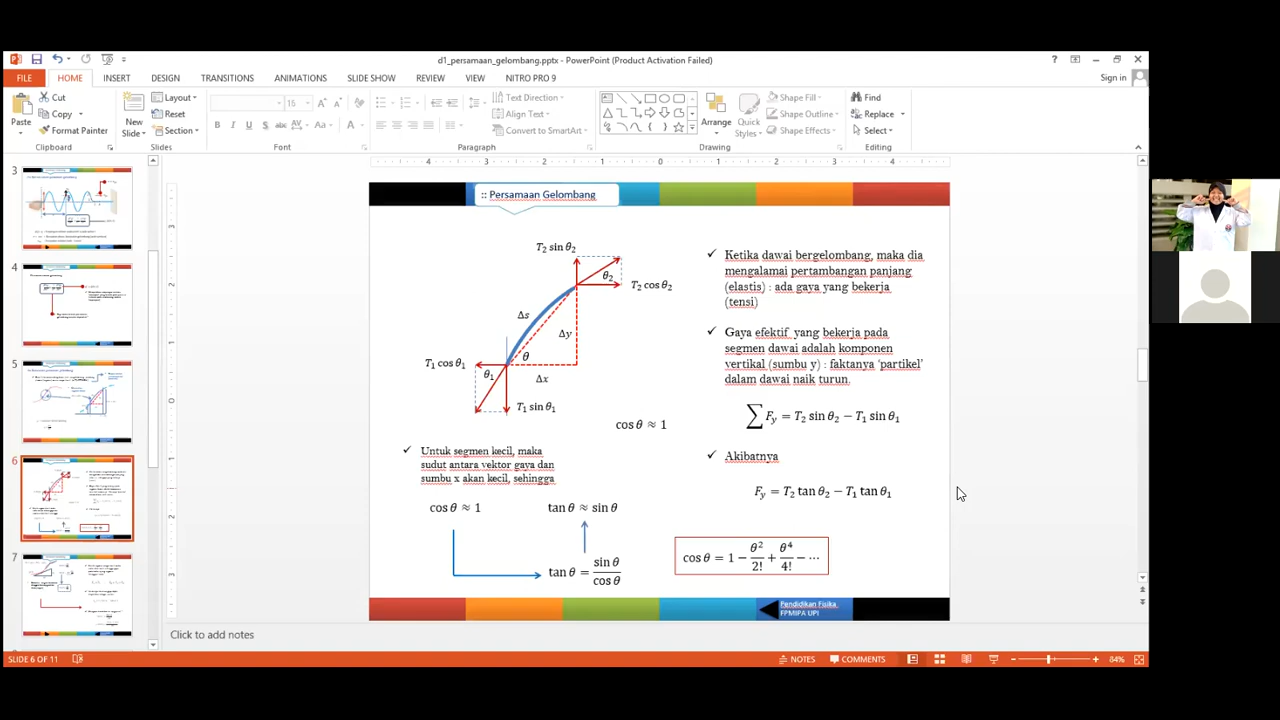 d1_persamaan_gelombang.pptx - PowerPoint (Product Activation Failed)
FILE HOME INSERT DESIGN TRANSITIONS ANIMATIONS SLIDE SHOW REVIEW VIEW NITRO PRO 9
Sign in
Paste
Cut
Copy
Format Painter
Clipboard
New Slide
Layout
Reset
Section
Slides
15
Font
Text Direction
Align Text
Convert to SmartArt
Paragraph
Arrange
Quick Styles
Shape Fill
Shape Outline
Shape Effects
Drawing
Find
Replace
Select
Editing
3
4
5
6
7
:: Persamaan Gelombang
T₂ sin θ₂
θ₂
T₂ cos θ₂
Δs
Δy
T₁ cos θ₁
θ
θ₁
Δx
T₁ sin θ₁
cos θ ≈ 1
✓ Untuk segmen kecil, maka
sudut antara vektor gaya dan
sumbu x akan kecil, sehingga
cos θ ≈ 1
tan θ ≈ sin θ
tan θ = sin θ / cos θ
✓ Ketika dawai bergelombang, maka dia
mengalami pertambangan panjang
(elastis) : ada gaya yang bekerja
(tensi)
✓ Gaya efektif yang bekerja pada
segmen dawai adalah komponen
vertikal (sumbu y) : faktanya ‘partikel’
dalam dawai naik turun.
∑ Fy = T₂ sin θ₂ − T₁ sin θ₁
✓ Akibatnya
Fy = T₂ tan θ₂ − T₁ tan θ₁
cos θ = 1 − θ²/2! + θ⁴/4! − ⋯
Pendidikan Fisika
FPMIPA UPI
Click to add notes
SLIDE 6 OF 11
NOTES
COMMENTS
84%